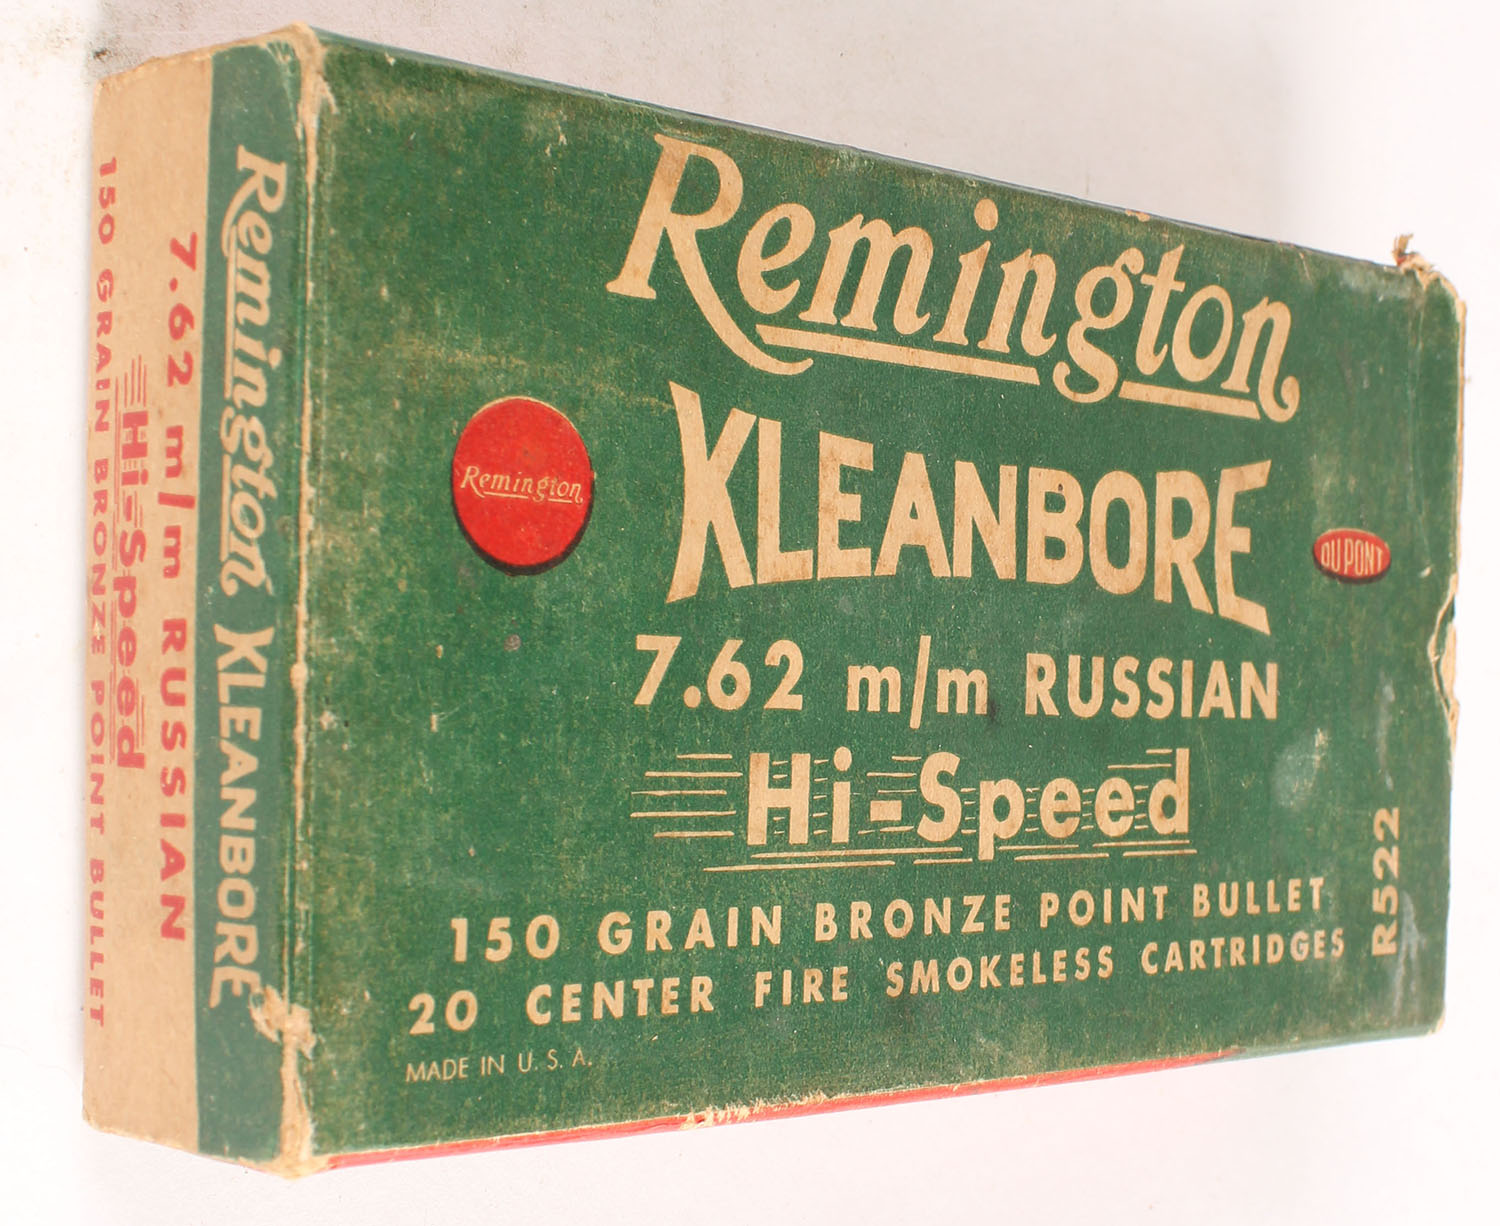 Remington
KLEANBORE
7.62 m/m RUSSIAN
Hi-Speed
150 GRAIN BRONZE POINT BULLET
20 CENTER FIRE SMOKELESS CARTRIDGES
MADE IN U.S.A.
R522
Remington
DU PONT
Remington KLEANBORE
7.62 m/m RUSSIAN
Hi-Speed
150 GRAIN BRONZE POINT BULLET